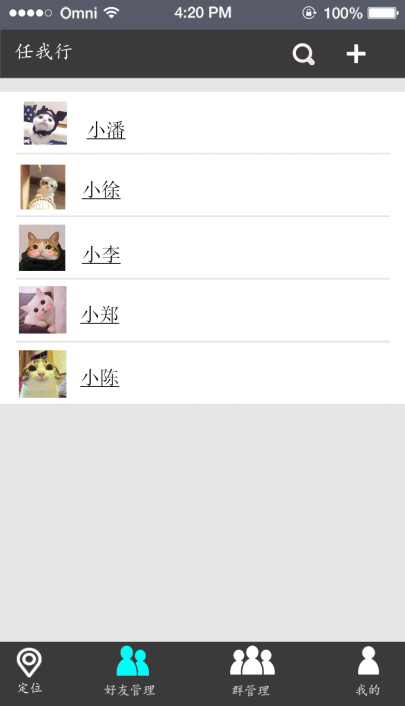 Omni 4:20 PM 100%
任我行
小潘
小徐
小李
小郑
小陈
定位 好友管理 群管理 我的